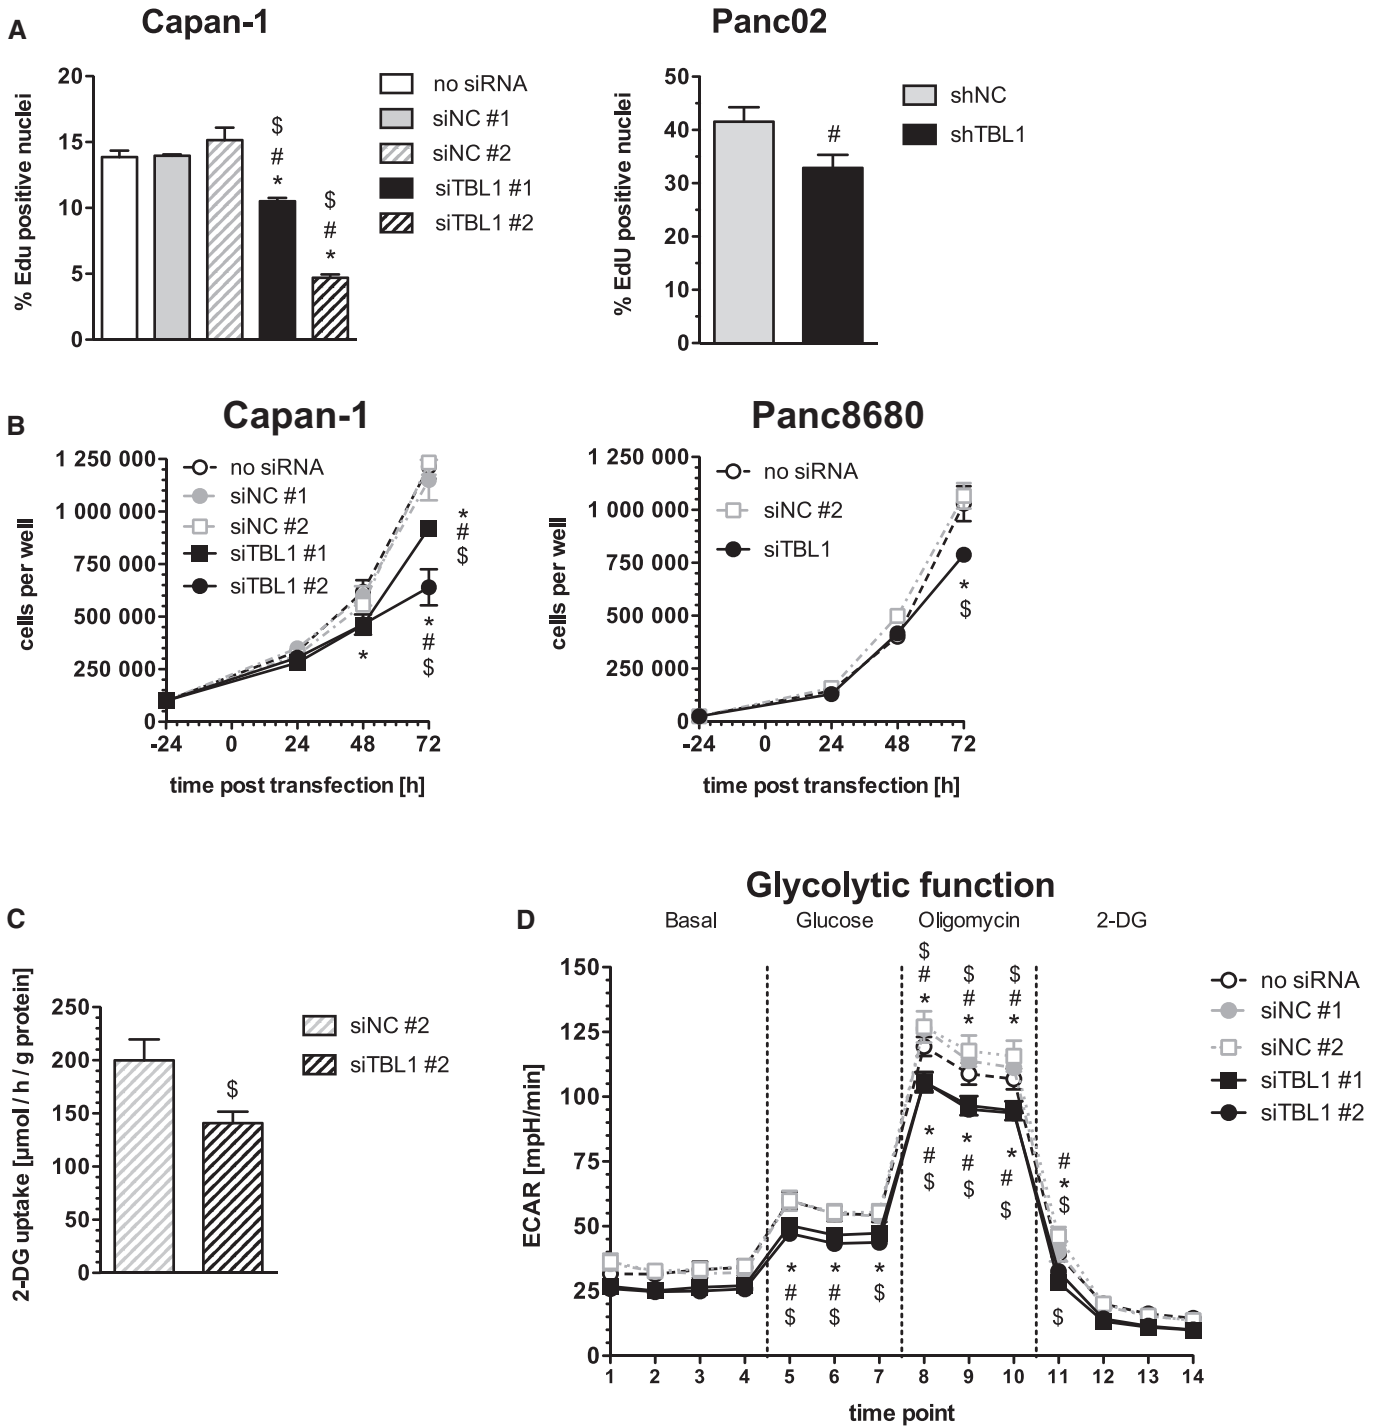 A
Capan-1
Panc02
% Edu positive nuclei
20
15
10
5
0
$
#
*
$
#
*
no siRNA
siNC #1
siNC #2
siTBL1 #1
siTBL1 #2
% EdU positive nuclei
50
40
30
20
10
0
#
shNC
shTBL1
B
Capan-1
Panc8680
cells per well
1 250 000
1 000 000
750 000
500 000
250 000
0
no siRNA
siNC #1
siNC #2
siTBL1 #1
siTBL1 #2
*
#
$
*
*
#
$
-24 0 24 48 72
time post transfection [h]
cells per well
1 250 000
1 000 000
750 000
500 000
250 000
0
no siRNA
siNC #2
siTBL1
*
$
-24 0 24 48 72
time post transfection [h]
C
2-DG uptake [µmol / h / g protein]
250
200
150
100
50
0
$
siNC #2
siTBL1 #2
D
Glycolytic function
Basal Glucose Oligomycin 2-DG
ECAR [mpH/min]
150
125
100
75
50
25
0
$ $ $
# # #
* * *
* * *
# # #
$ $ $
#
*
$
* * *
# # $
$ $
$
1 2 3 4 5 6 7 8 9 10 11 12 13 14
time point
no siRNA
siNC #1
siNC #2
siTBL1 #1
siTBL1 #2